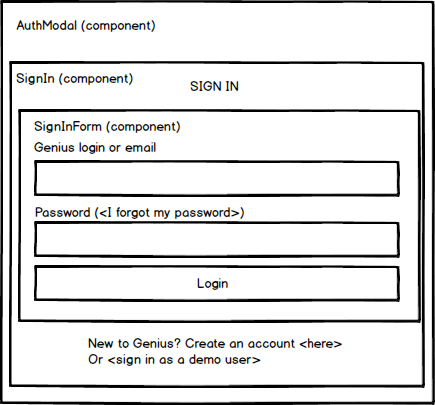 AuthModal (component)
SignIn (component)
SIGN IN
SignInForm (component)
Genius login or email
Password (<I forgot my password>)
Login
New to Genius? Create an account <here>
Or <sign in as a demo user>